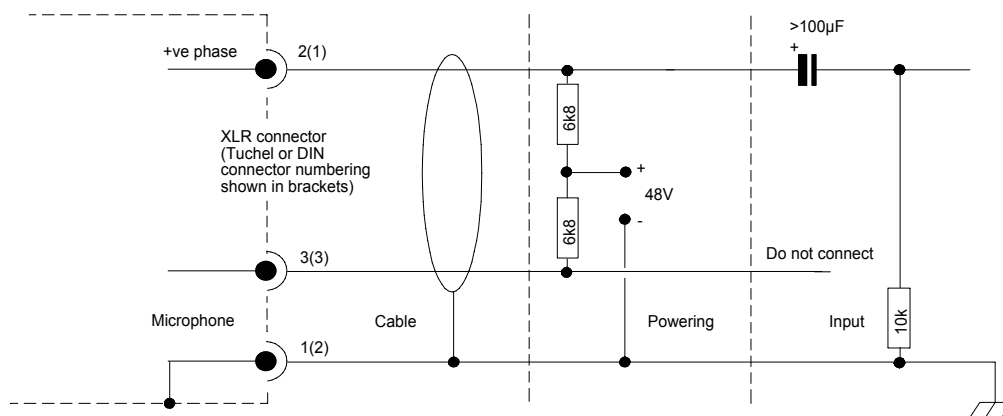 >100µF
+
+ve phase
2(1)
6k8
XLR connector
(Tuchel or DIN
connector numbering
shown in brackets)
+
48V
-
6k8
3(3)
Do not connect
Microphone
Cable
Powering
Input
10k
1(2)